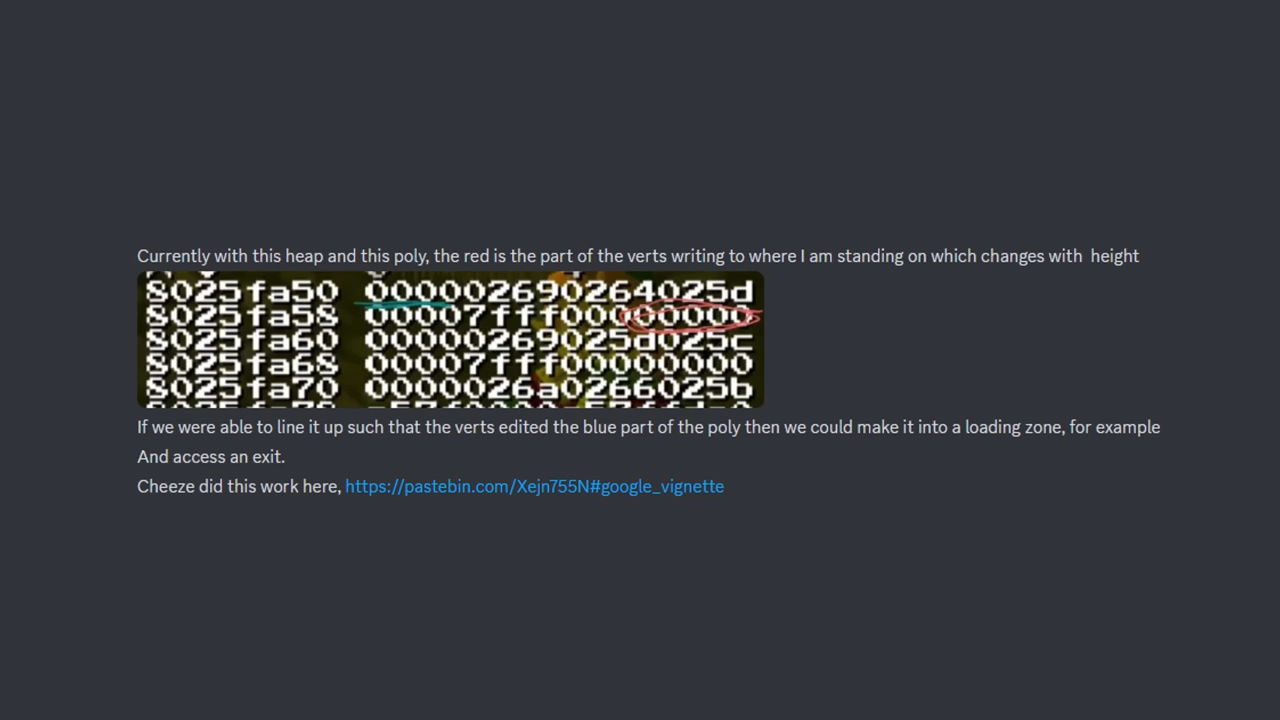 Currently with this heap and this poly, the red is the part of the verts writing to where I am standing on which changes with height
8025fa50 000002690264025d
8025fa58 00007fff00000000
8025fa60 00000269025d025c
8025fa68 00007fff00000000
8025fa70 0000026a0266025b
If we were able to line it up such that the verts edited the blue part of the poly then we could make it into a loading zone, for example
And access an exit.
Cheeze did this work here, https://pastebin.com/Xejn755N#google_vignette